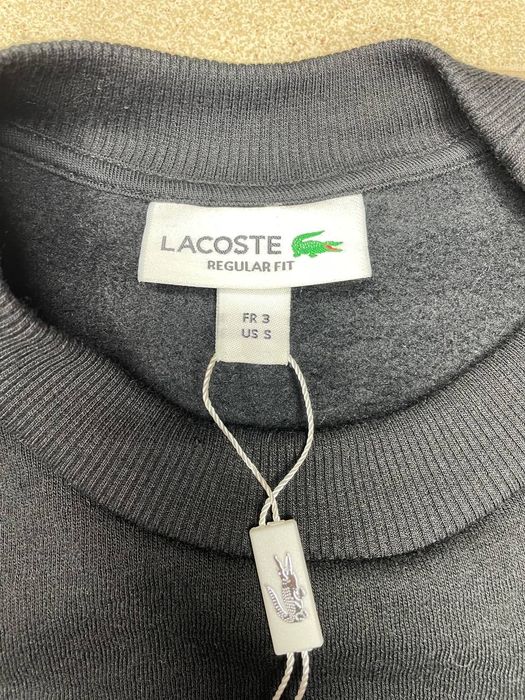 LACOSTE
REGULAR FIT
FR 3
US S